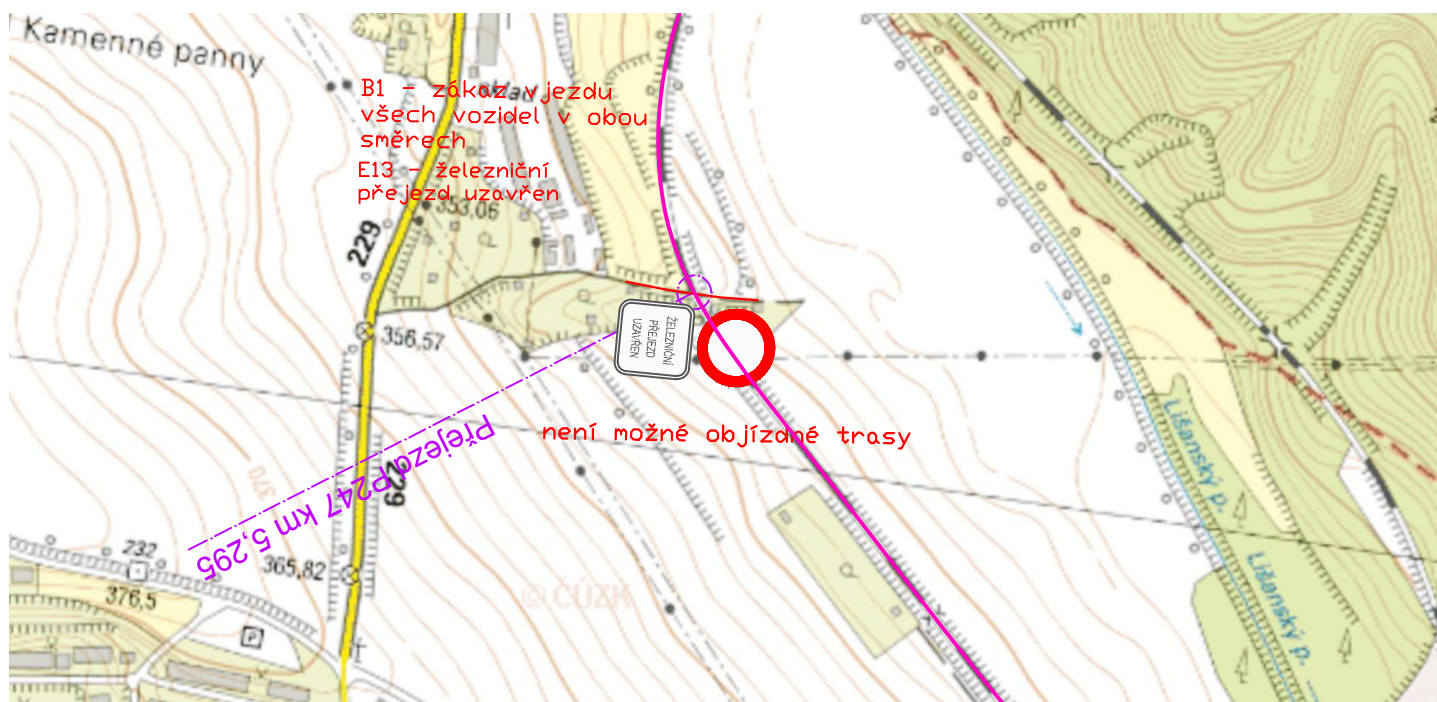 Kamenné panny
B1 - zákaz vjezdu
všech vozidel v obou
směrech
E13 - železniční
přejezd uzavřen
353,06
229
356,57
ŽELEZNIČNÍ
PŘEJEZD
UZAVŘEN
není možné objízdné trasy
Přejezd P247 km 5,295
229
370
232
365,82
376,5
P
© ČÚZK
Lišanský p.
Lišanský p.